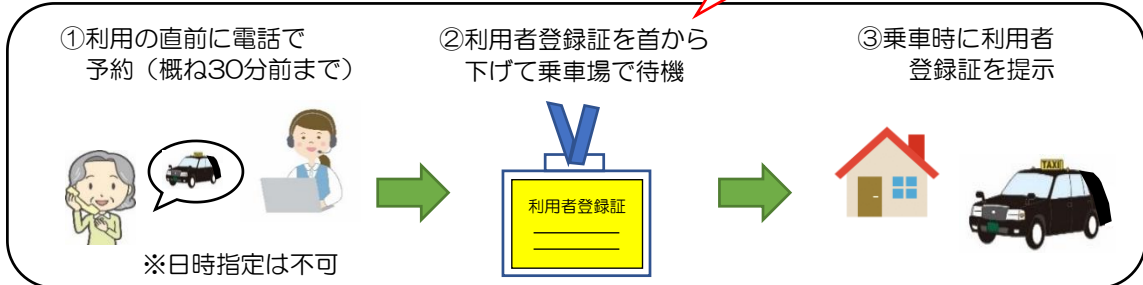 ①利用の直前に電話で
予約（概ね30分前まで）
②利用者登録証を首から
下げて乗車場で待機
③乗車時に利用者
登録証を提示
利用者登録証
TAXI
※日時指定は不可